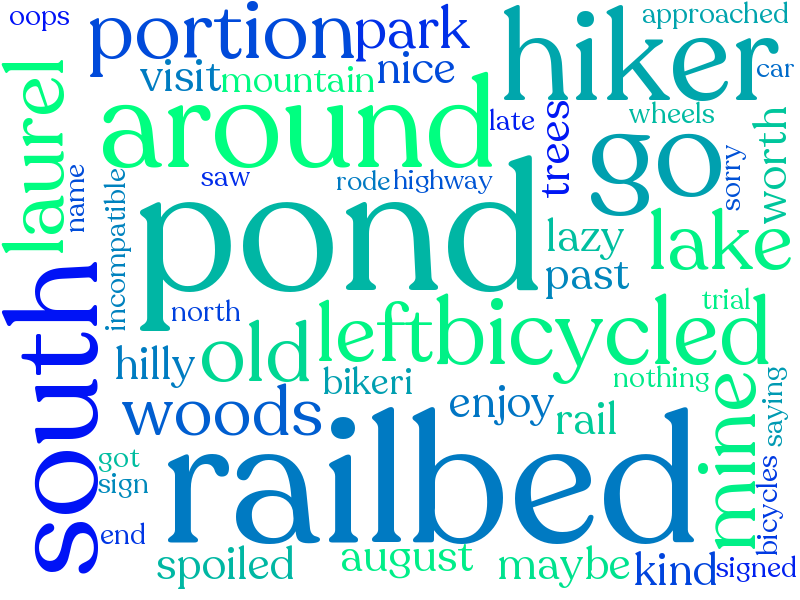 oops
portion
park
hiker
approached
visit
mountain
nice
car
laurel
around
late
trees
wheels
go
worth
saw
rode
highway
sorry
name
incompatible
pond
lazy
lake
past
south
north
left
bicycled
trial
hilly
old
bikeri
nothing
woods
enjoy
rail
mine
saying
got
sign
railbed
bicycles
end
spoiled
august
maybe
kind
signed